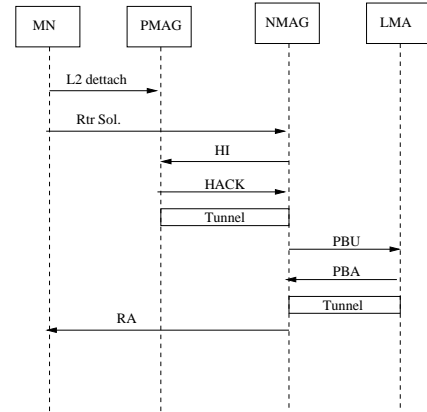 MN
PMAG
NMAG
LMA
L2 dettach
Rtr Sol.
HI
HACK
Tunnel
PBU
PBA
Tunnel
RA